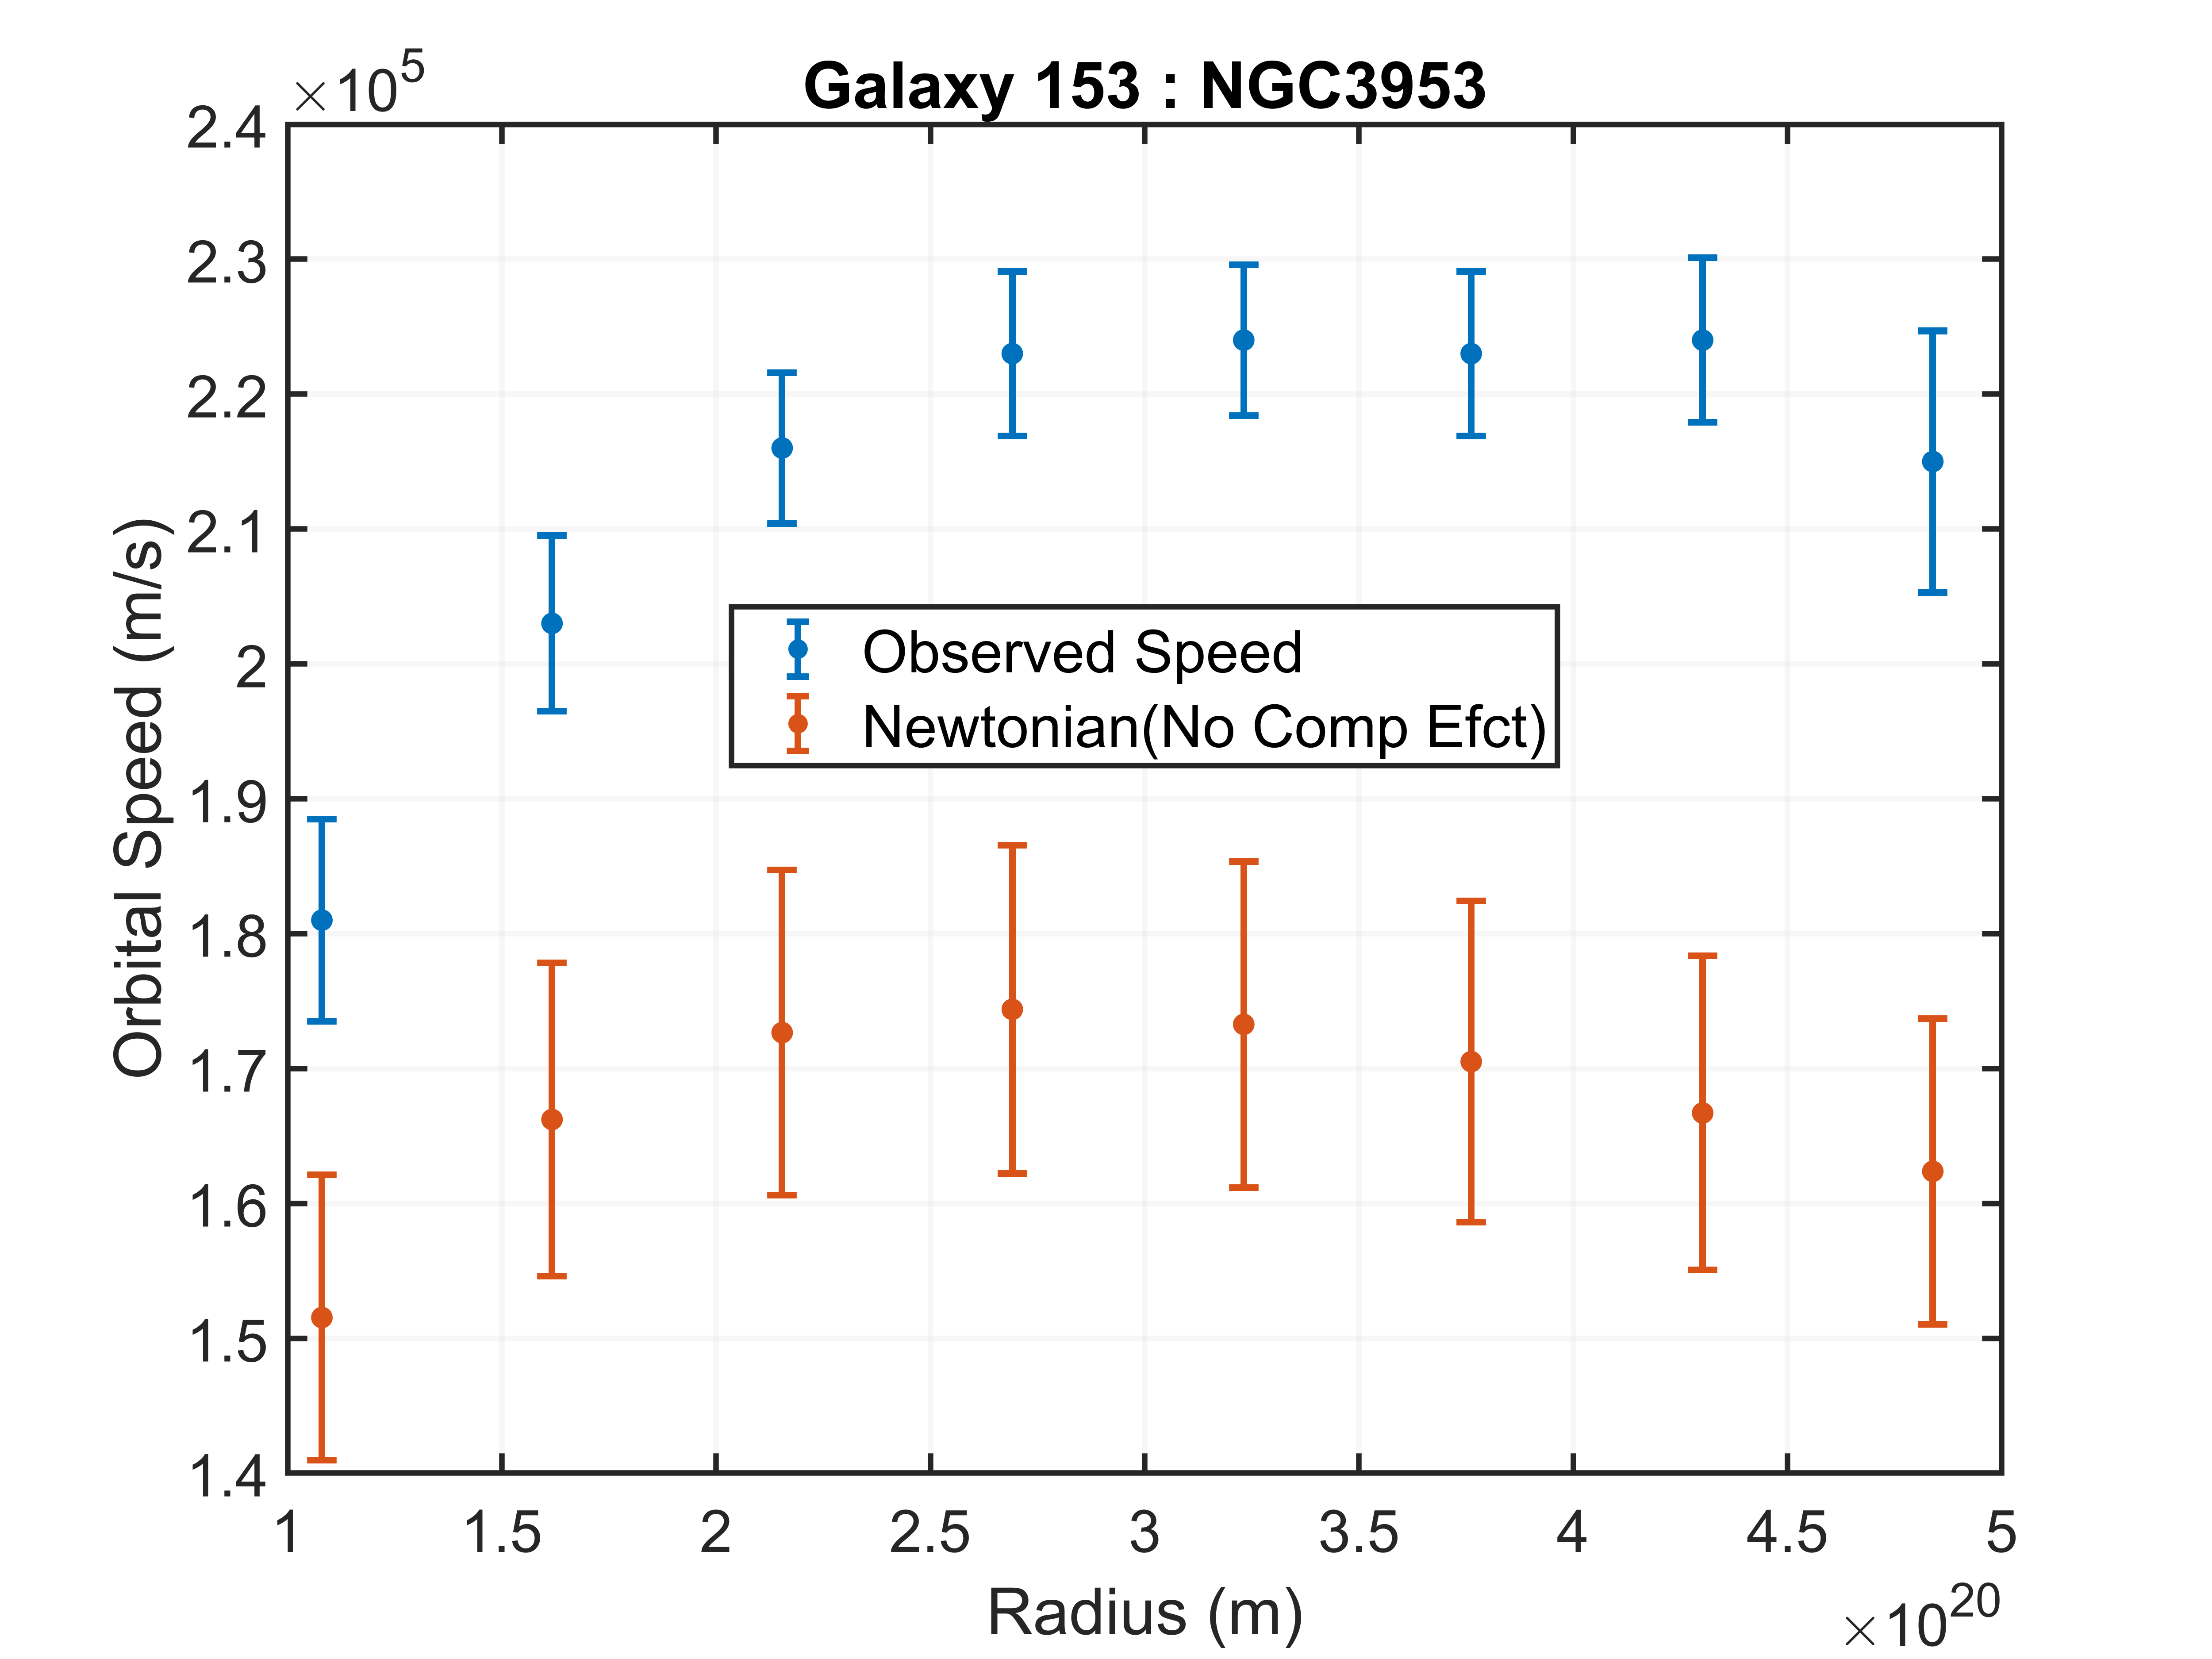 ×10^5
Galaxy 153 : NGC3953
2.4
2.3
2.2
2.1
2
1.9
1.8
1.7
1.6
1.5
1.4
Orbital Speed (m/s)
Observed Speed
Newtonian(No Comp Efct)
1 1.5 2 2.5 3 3.5 4 4.5 5
Radius (m)
×10^20